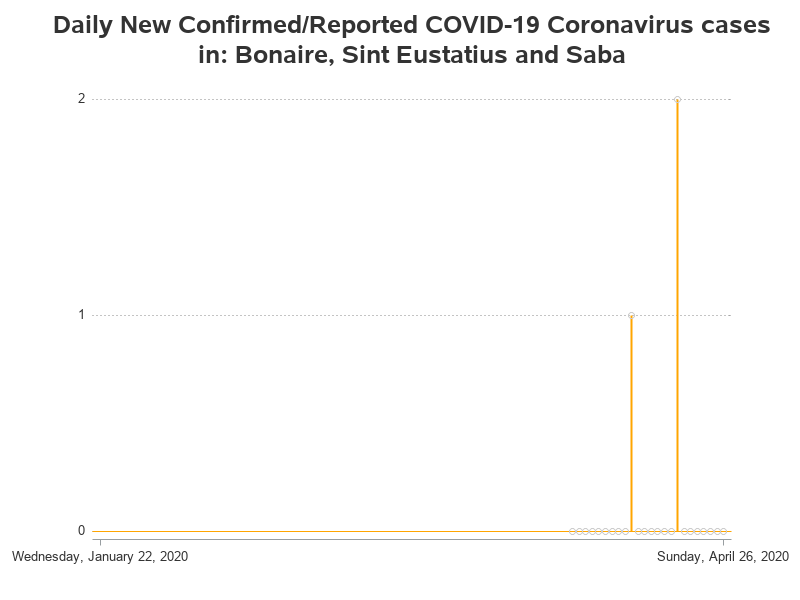 Daily New Confirmed/Reported COVID-19 Coronavirus cases
in: Bonaire, Sint Eustatius and Saba
2
1
0
Wednesday, January 22, 2020
Sunday, April 26, 2020